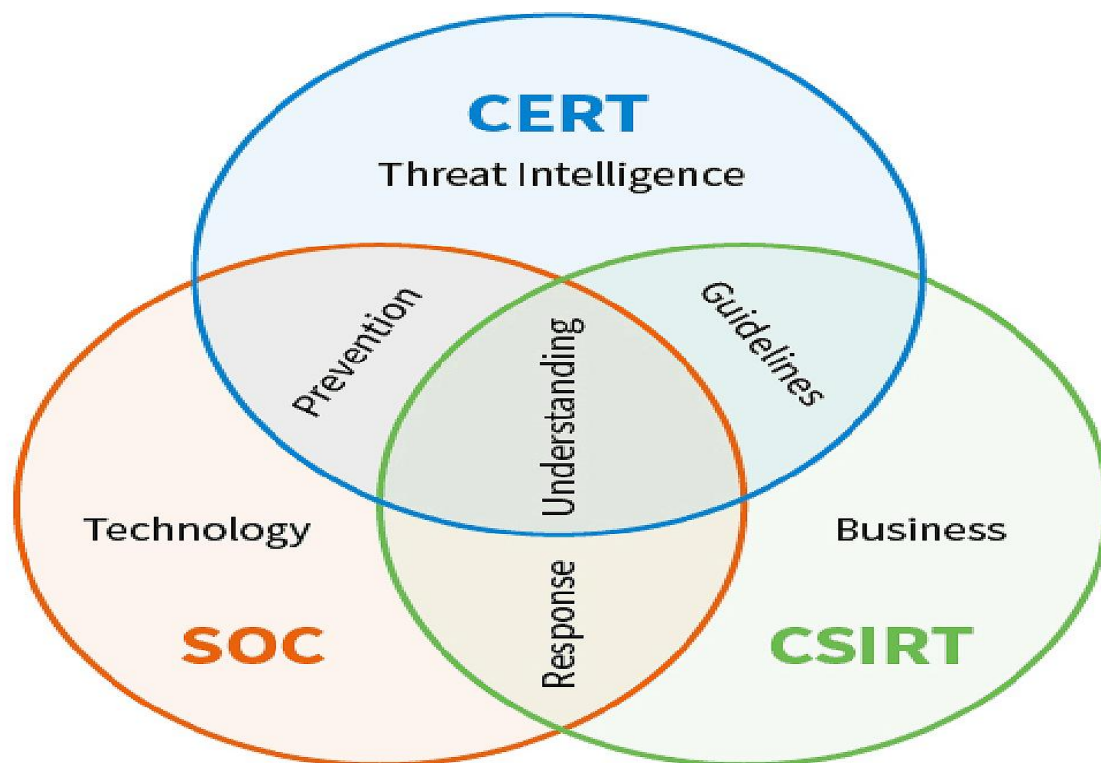 CERT
Threat Intelligence
Prevention
Understanding
Guidelines
Technology
Business
Response
SOC
CSIRT